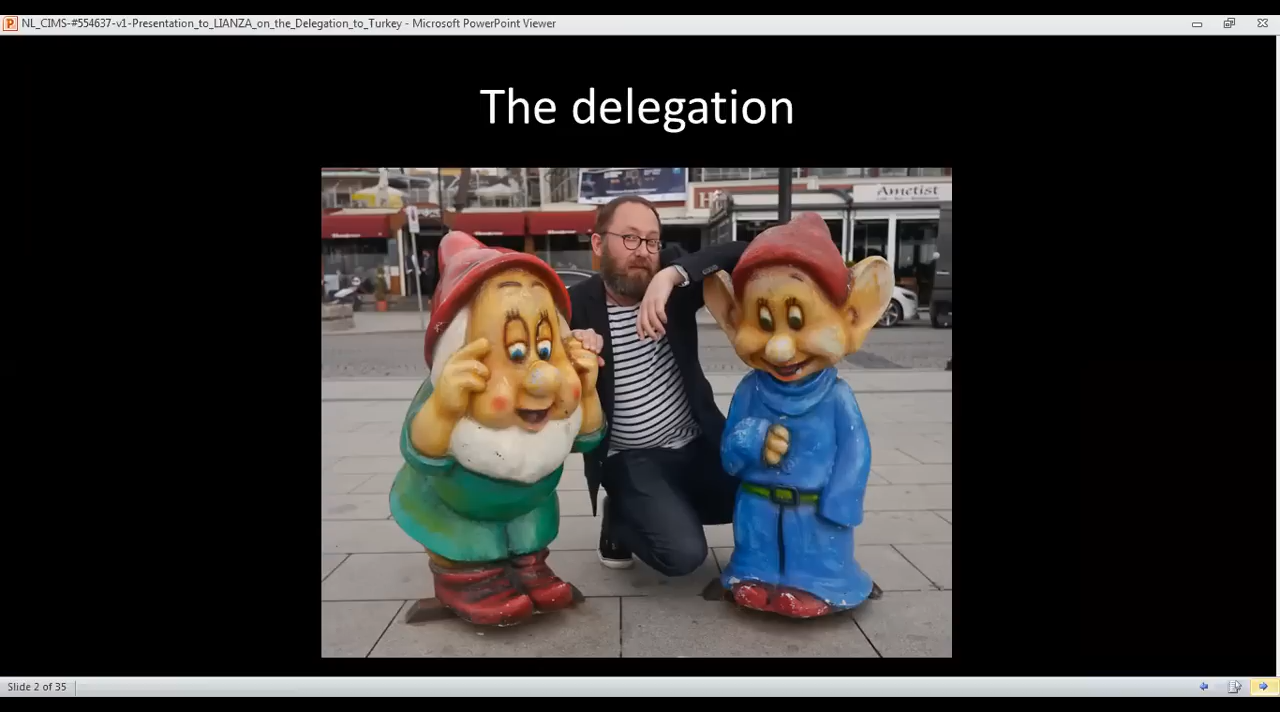 NL_CIMS-#554637-v1-Presentation_to_LIANZA_on_the_Delegation_to_Turkey - Microsoft PowerPoint Viewer
The delegation
Ametist
Slide 2 of 35